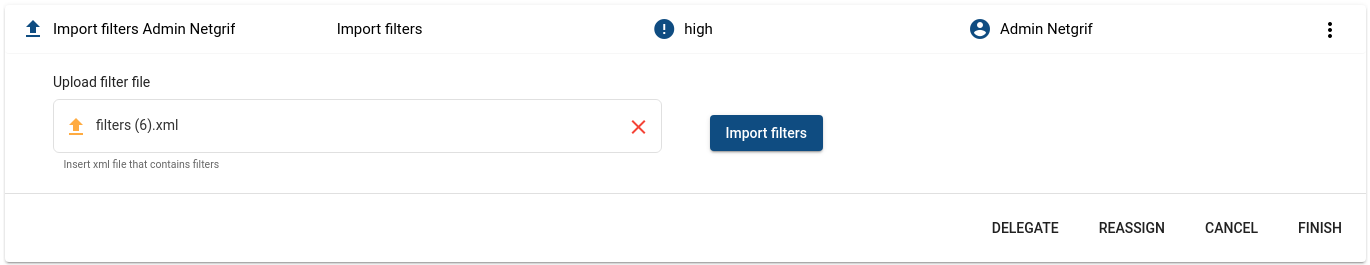 Import filters Admin Netgrif Import filters high Admin Netgrif
Upload filter file
filters (6).xml
Import filters
Insert xml file that contains filters
DELEGATE REASSIGN CANCEL FINISH